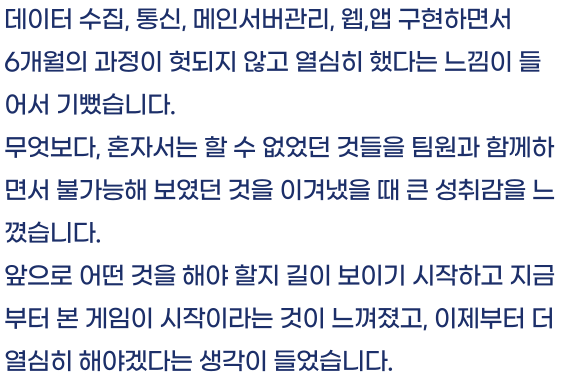 데이터 수집, 통신, 메인서버관리, 웹,앱 구현하면서
6개월의 과정이 헛되지 않고 열심히 했다는 느낌이 들
어서 기뻤습니다.
무엇보다, 혼자서는 할 수 없었던 것들을 팀원과 함께하
면서 불가능해 보였던 것을 이겨냈을 때 큰 성취감을 느
꼈습니다.
앞으로 어떤 것을 해야 할지 길이 보이기 시작하고 지금
부터 본 게임이 시작이라는 것이 느껴졌고, 이제부터 더
열심히 해야겠다는 생각이 들었습니다.